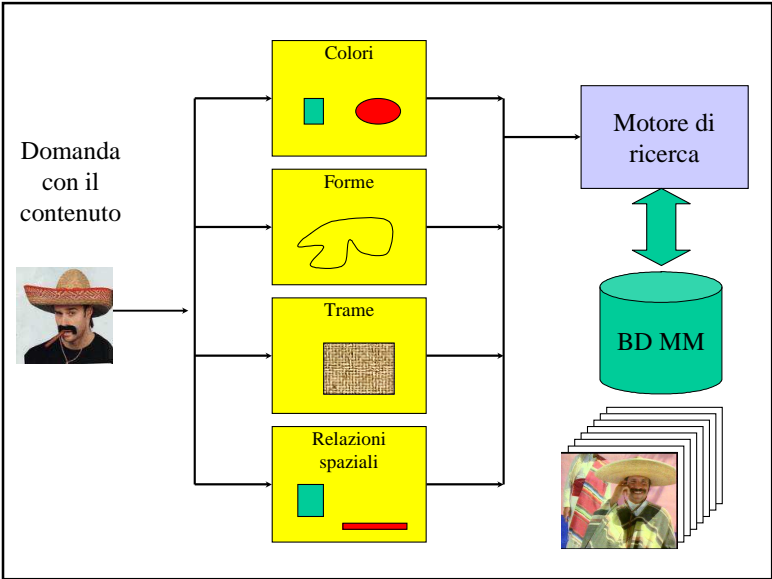 Domanda
con il
contenuto
Colori
Forme
Trame
Relazioni
spaziali
Motore di
ricerca
BD MM